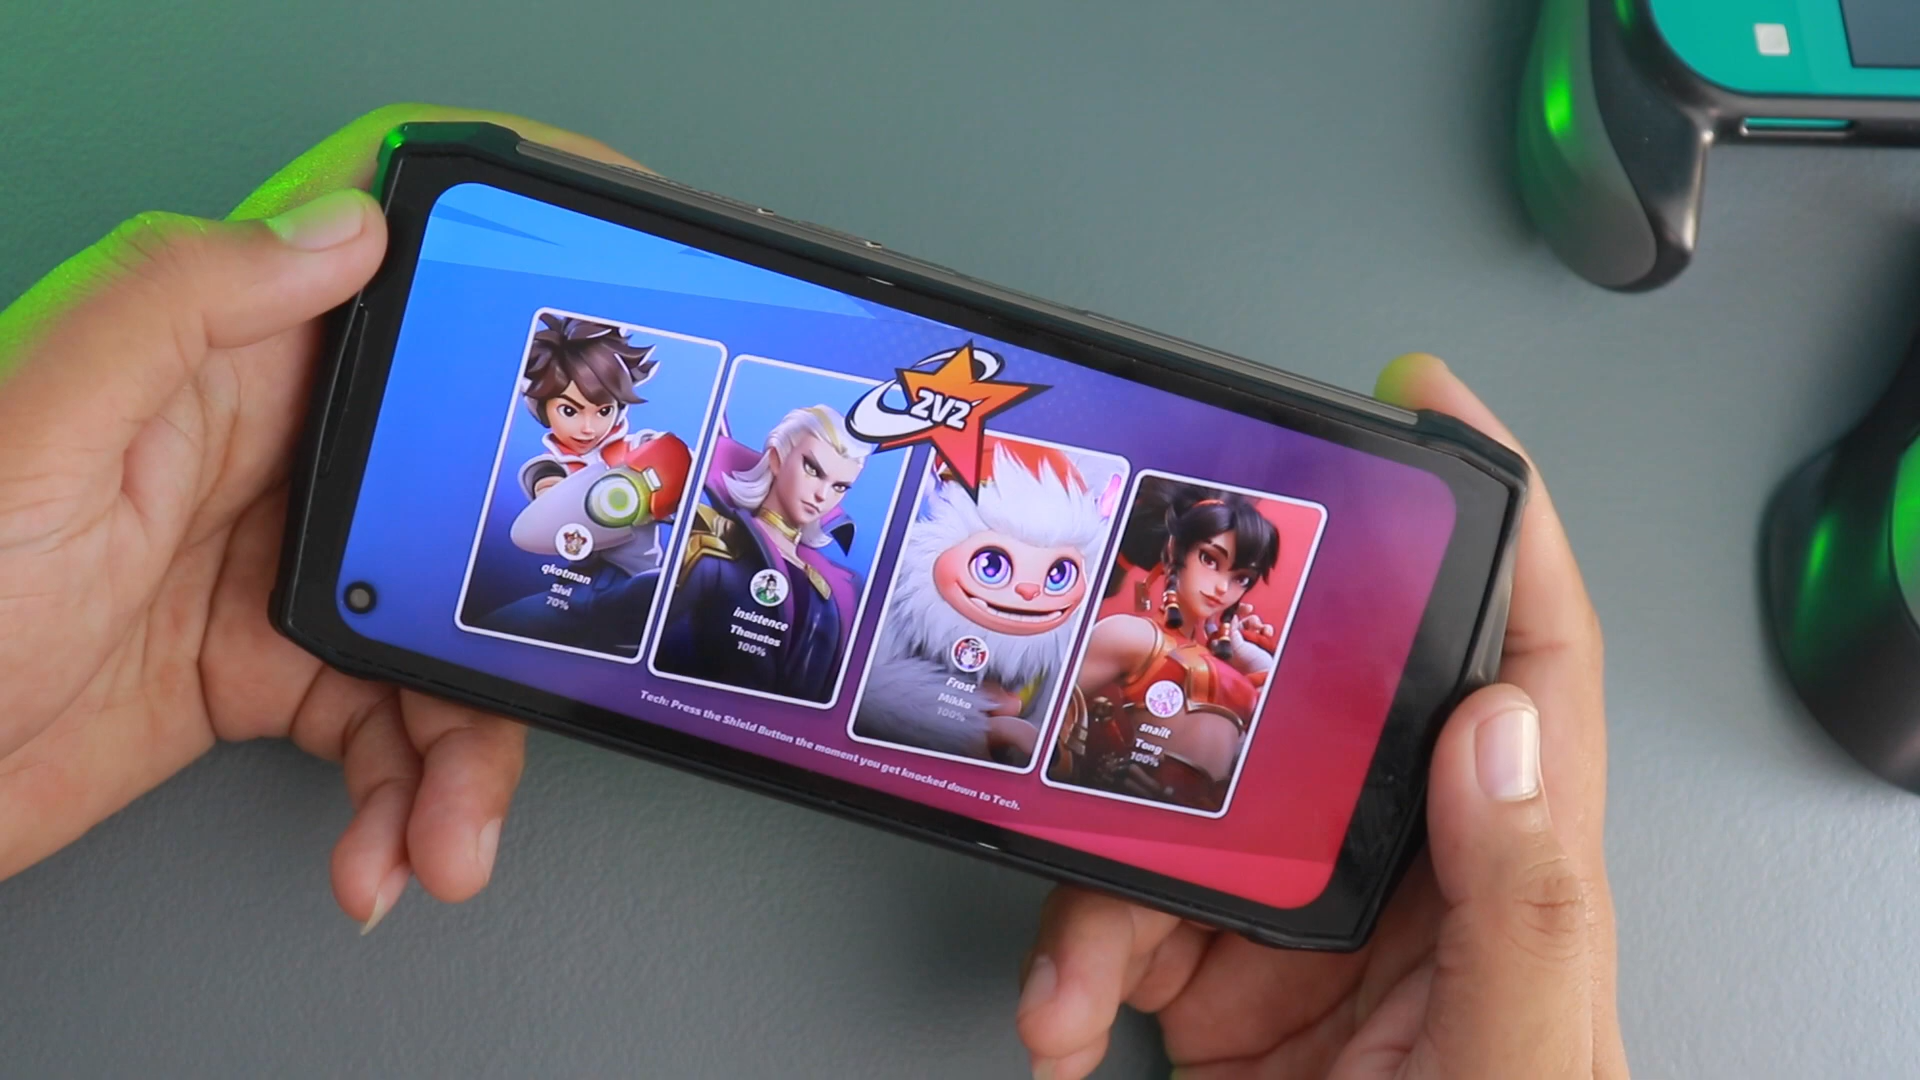 2V2
qkotman
Sivi
70%
insistence
Thanatos
100%
Frost
Mikko
100%
snailt
Tong
100%
Tech: Press the Shield Button the moment you get knocked down to Tech.